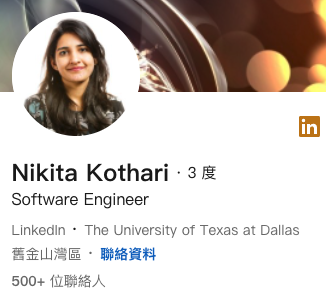 in
Nikita Kothari · 3 度
Software Engineer
LinkedIn · The University of Texas at Dallas
舊金山灣區 · 聯絡資料
500+ 位聯絡人